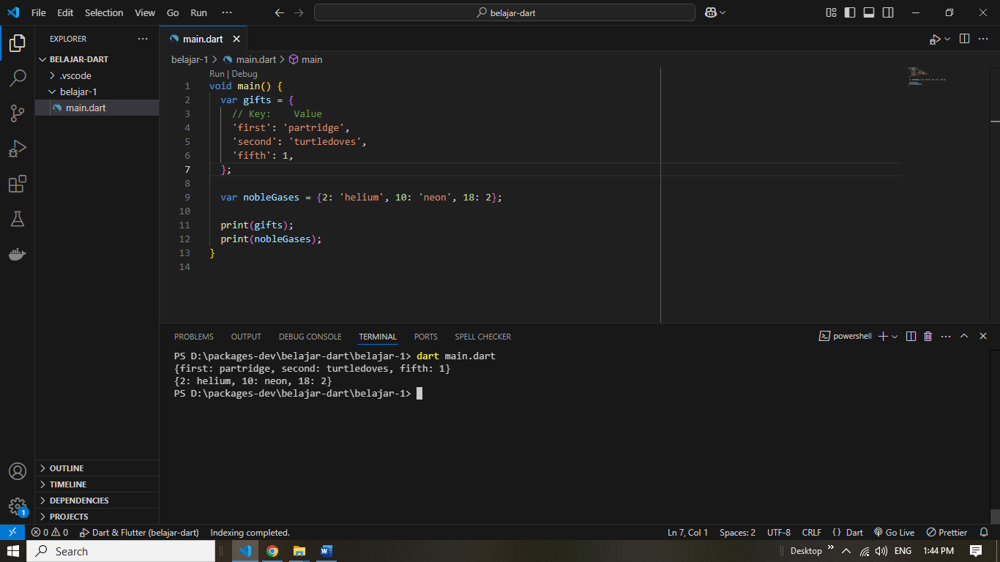 File Edit Selection View Go Run ···
belajar-dart
EXPLORER ···
BELAJAR-DART
.vscode
belajar-1
main.dart
OUTLINE
TIMELINE
DEPENDENCIES
PROJECTS
main.dart
belajar-1 > main.dart > main
Run | Debug
1 void main() {
2 var gifts = {
3 // Key:    Value
4 'first': 'partridge',
5 'second': 'turtledoves',
6 'fifth': 1,
7 };
8
9 var nobleGases = {2: 'helium', 10: 'neon', 18: 2};
10
11 print(gifts);
12 print(nobleGases);
13 }
14
PROBLEMS OUTPUT DEBUG CONSOLE TERMINAL PORTS SPELL CHECKER
powershell
PS D:\packages-dev\belajar-dart\belajar-1> dart main.dart
{first: partridge, second: turtledoves, fifth: 1}
{2: helium, 10: neon, 18: 2}
PS D:\packages-dev\belajar-dart\belajar-1>
1
0 0 Dart & Flutter (belajar-dart) Indexing completed. Ln 7, Col 1 Spaces: 2 UTF-8 CRLF {} Dart Go Live Prettier
Search Desktop ENG 1:44 PM